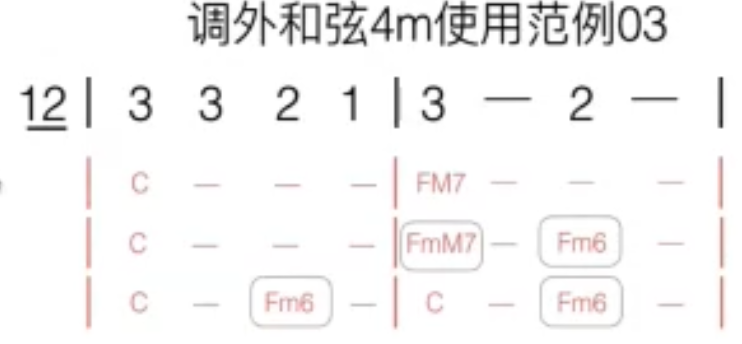 调外和弦4m使用范例03
12 | 3 3 2 1 | 3 — 2 — |
| C — — — | FM7 — — — |
| C — — — | FmM7 — Fm6 — |
| C — Fm6 — | C — Fm6 — |